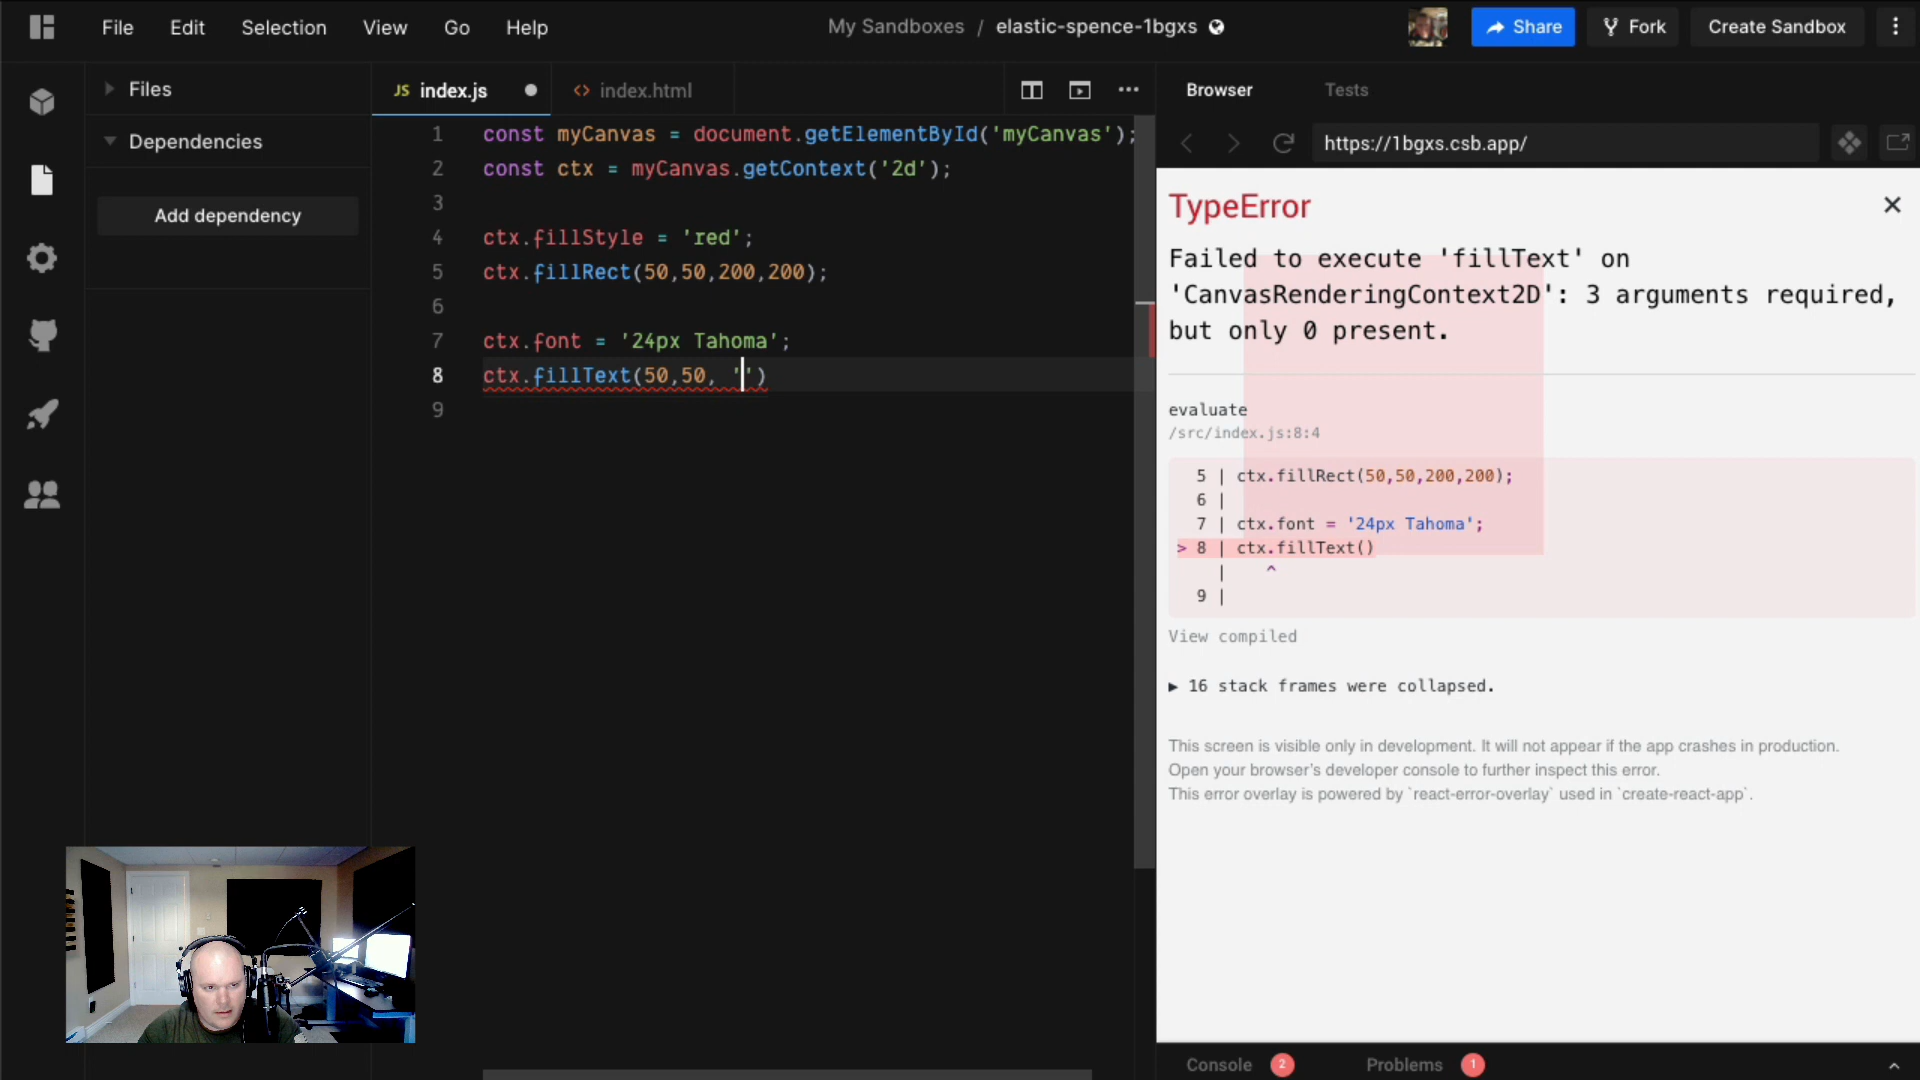 File Edit Selection View Go Help
My Sandboxes / elastic-spence-1bgxs
Share Fork Create Sandbox
Files
Dependencies
Add dependency
JS index.js
<> index.html
1 const myCanvas = document.getElementById('myCanvas');
2 const ctx = myCanvas.getContext('2d');
3
4 ctx.fillStyle = 'red';
5 ctx.fillRect(50,50,200,200);
6
7 ctx.font = '24px Tahoma';
8 ctx.fillText(50,50, '')
9
Browser Tests
https://1bgxs.csb.app/
TypeError
Failed to execute 'fillText' on
'CanvasRenderingContext2D': 3 arguments required,
but only 0 present.
evaluate
/src/index.js:8:4
5 | ctx.fillRect(50,50,200,200);
6 |
7 | ctx.font = '24px Tahoma';
> 8 | ctx.fillText()
| ^
9 |
View compiled
▶ 16 stack frames were collapsed.
This screen is visible only in development. It will not appear if the app crashes in production.
Open your browser’s developer console to further inspect this error.
This error overlay is powered by `react-error-overlay` used in `create-react-app`.
Console 2 Problems 1